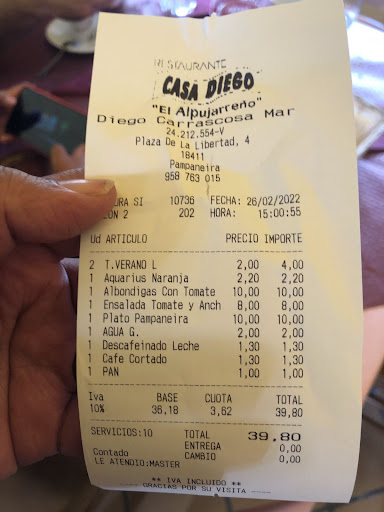 RESTAURANTE
CASA DIEGO
"El Alpujarreño"
Diego Carrascosa Mar
24.212.554-V
Plaza De La Libertad, 4
18411
Pampaneira
958 763 015
URA SI 10736 FECHA: 26/02/2022
ON 2 202 HORA: 15:00:55
Ud ARTICULO PRECIO IMPORTE
2 T.VERANO L 2,00 4,00
1 Aquarius Naranja 2,20 2,20
1 Albondigas Con Tomate 10,00 10,00
1 Ensalada Tomate y Anch 8,00 8,00
1 Plato Pampaneira 10,00 10,00
1 AGUA G. 2,00 2,00
1 Descafeinado Leche 1,30 1,30
1 Cafe Cortado 1,30 1,30
1 PAN 1,00 1,00
Iva BASE CUOTA TOTAL
10% 36,18 3,62 39,80
SERVICIOS:10 TOTAL 39,80
ENTREGA 0,00
Contado CAMBIO 0,00
LE ATENDIO:MASTER
** IVA INCLUIDO **
GRACIAS POR SU VISITA